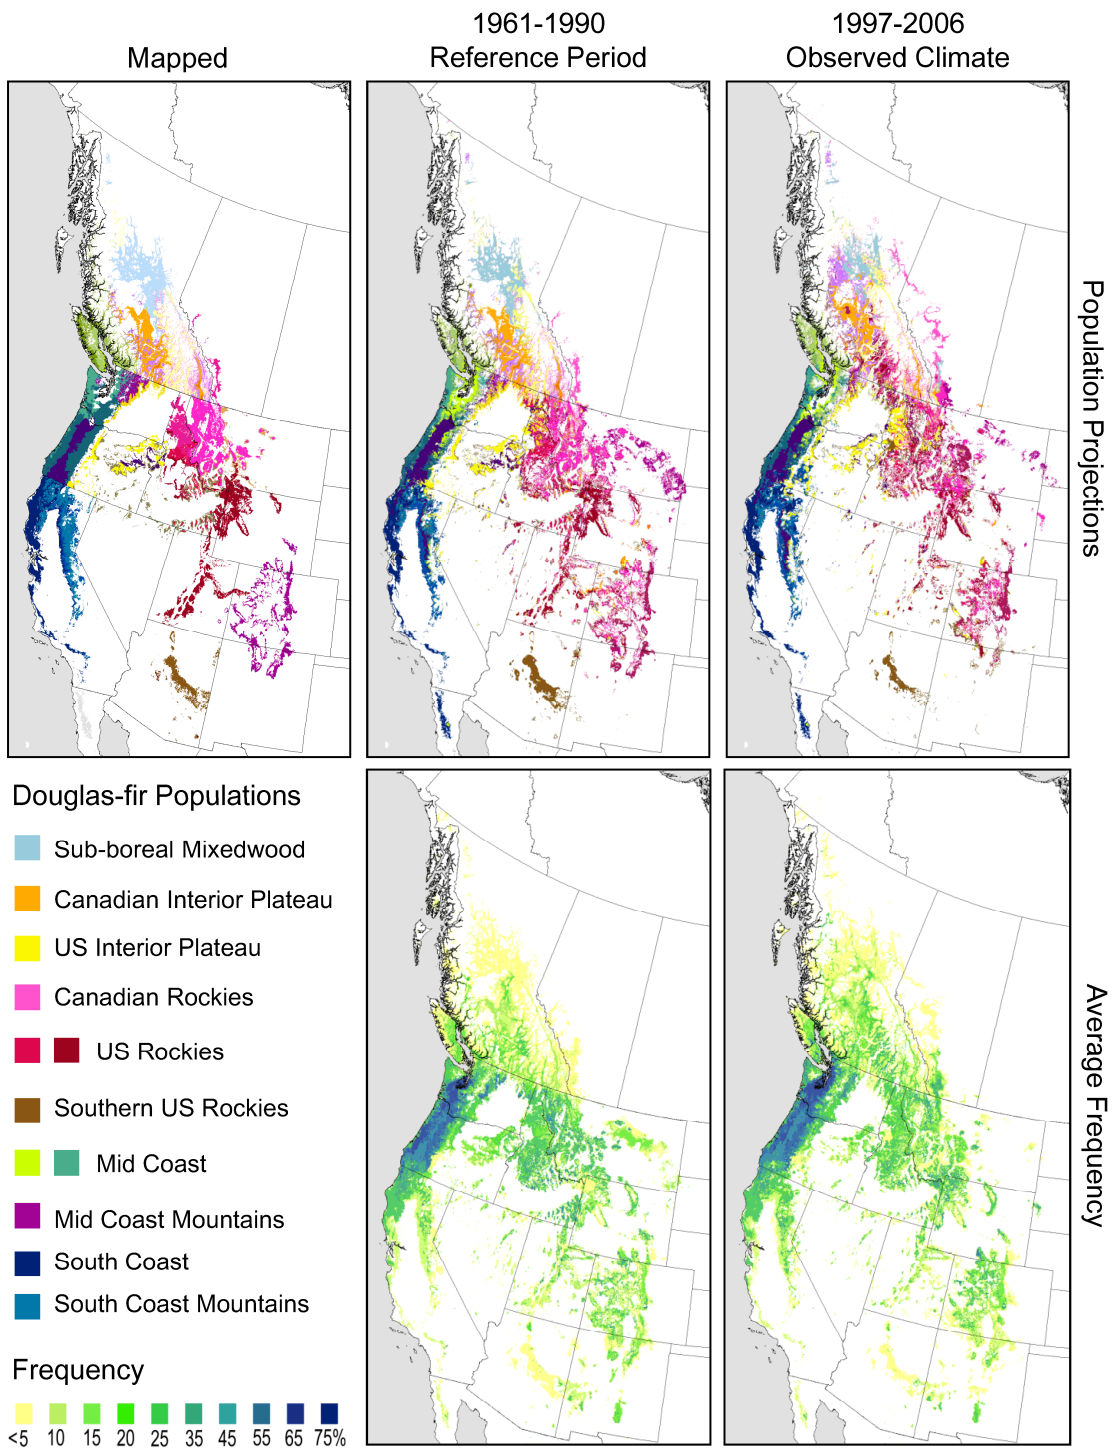 1961-1990
1997-2006
Mapped
Reference Period
Observed Climate
Population Projections
Douglas-fir Populations
Sub-boreal Mixedwood
Canadian Interior Plateau
US Interior Plateau
Canadian Rockies
US Rockies
Southern US Rockies
Mid Coast
Mid Coast Mountains
South Coast
South Coast Mountains
Average Frequency
Frequency
<5 10 15 20 25 35 45 55 65 75%